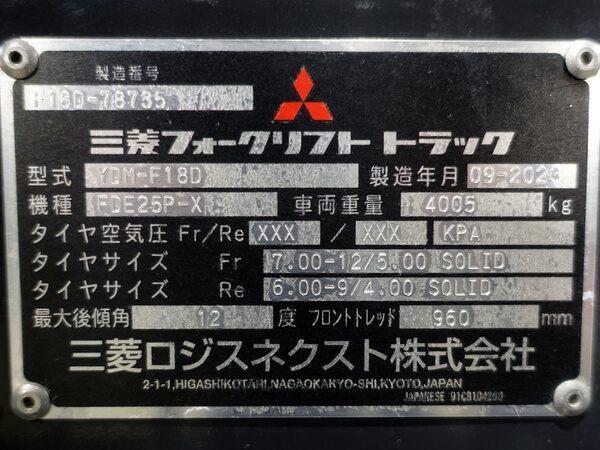 製造番号
F18D-78735
三菱フォークリフト トラック
型式 YDM-F18D 製造年月 09-2023
機種 FDE25P-X 車両重量 4005 kg
タイヤ空気圧 Fr/Re XXX / XXX KPA
タイヤサイズ Fr 7.00-12/5.00 SOLID
タイヤサイズ Re 6.00-9/4.00 SOLID
最大後傾角 12 度 フロントトレッド 960 mm
三菱ロジスネクスト株式会社
2-1-1,HIGASHIKOTARI,NAGAOKAKYO-SHI,KYOTO,JAPAN
JAPANESE 91C8104260